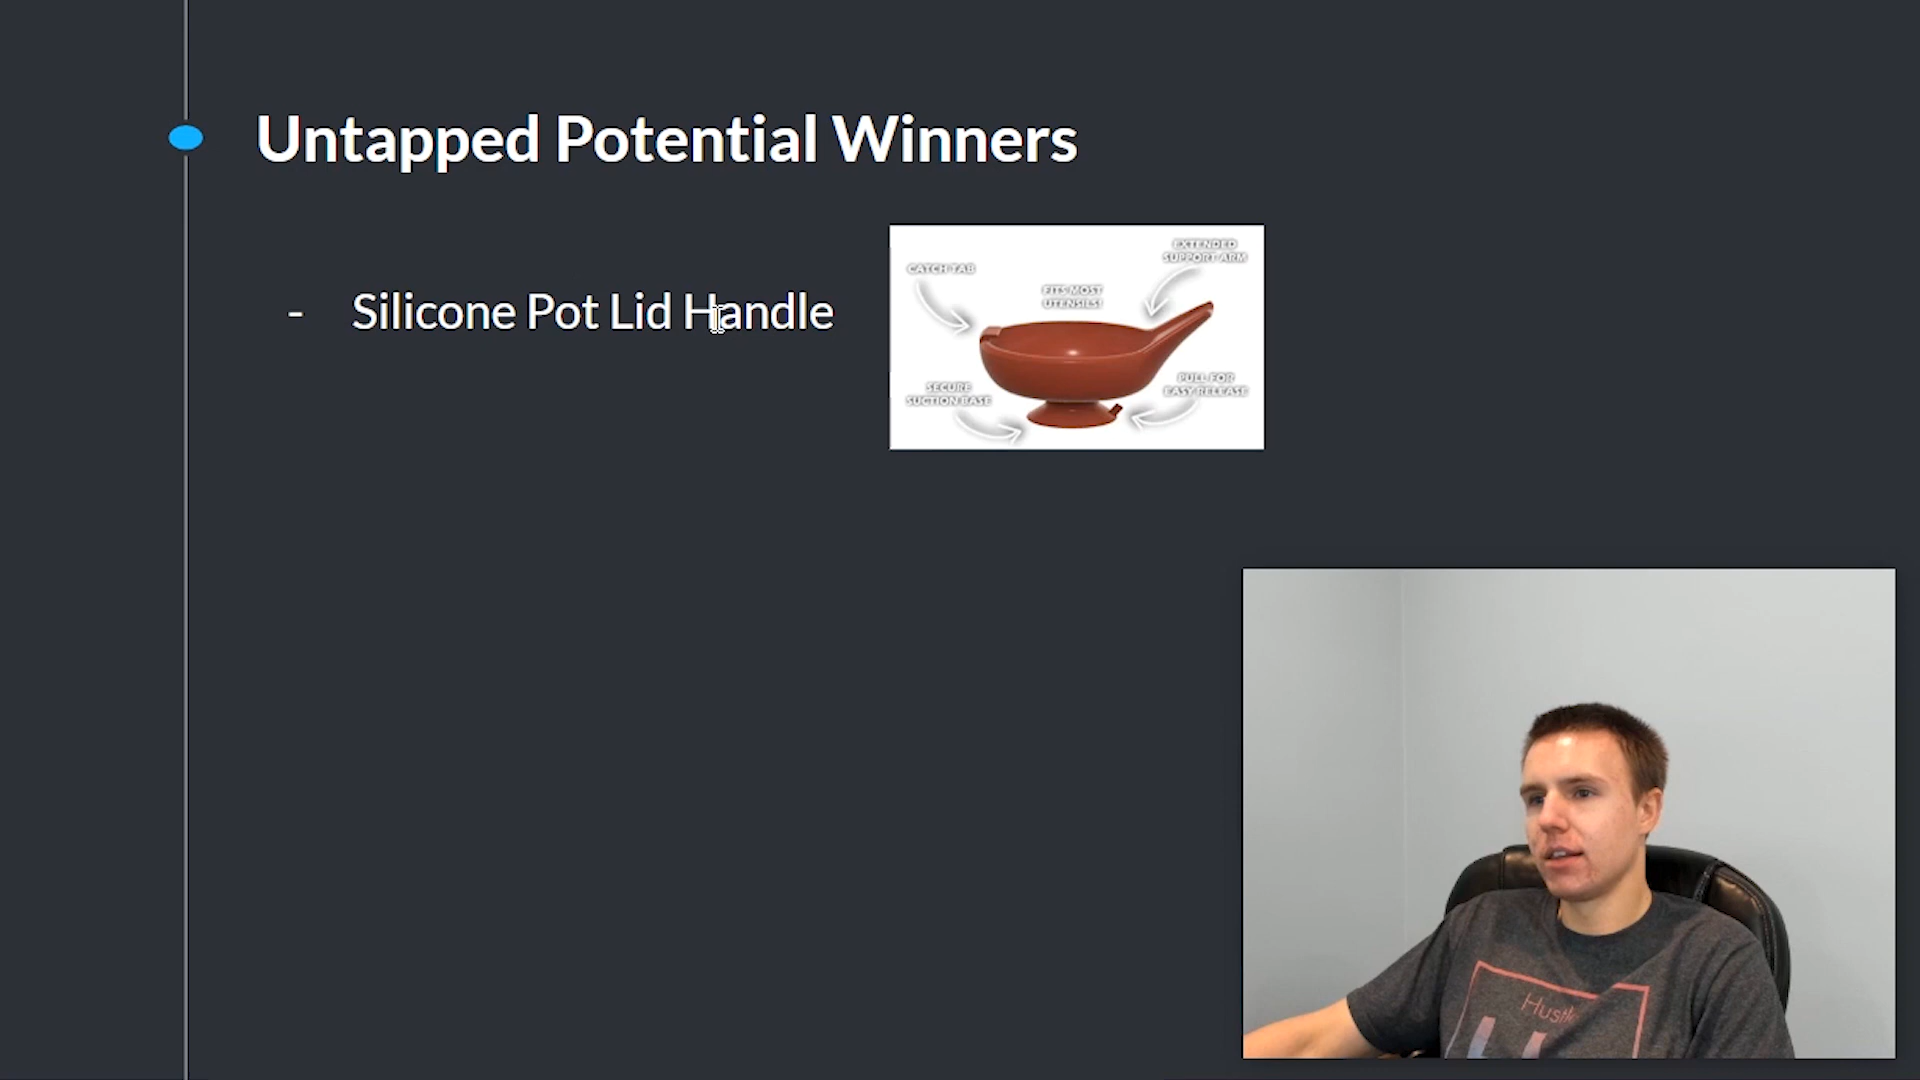 Untapped Potential Winners
- Silicone Pot Lid Handle
EXTENDED
SUPPORT ARM
CATCH TAB
FITS MOST
UTENSILS!
SECURE
SUCTION BASE
PULL FOR
EASY RELEASE